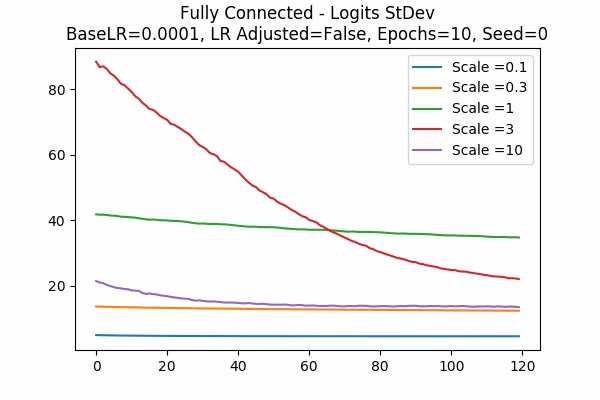 Fully Connected - Logits StDev
BaseLR=0.0001, LR Adjusted=False, Epochs=10, Seed=0
Scale =0.1
Scale =0.3
Scale =1
Scale =3
Scale =10
80
60
40
20
0
20
40
60
80
100
120